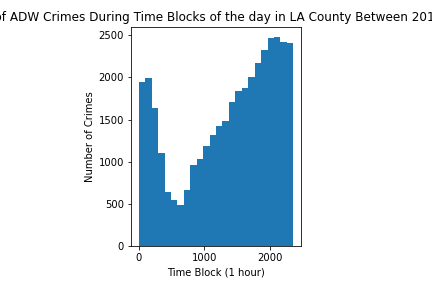 of ADW Crimes During Time Blocks of the day in LA County Between 201
2500
2000
1500
1000
500
0
Number of Crimes
0 1000 2000
Time Block (1 hour)